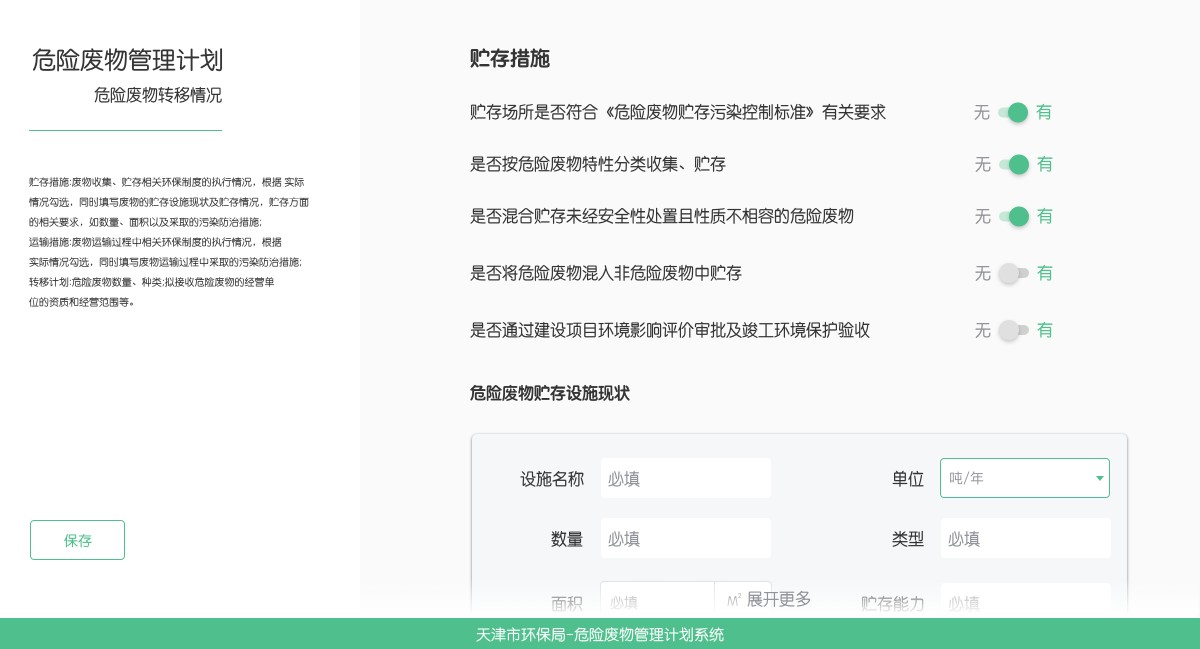 危险废物管理计划
危险废物转移情况
贮存措施:废物收集、贮存相关环保制度的执行情况，根据 实际
情况勾选，同时填写废物的贮存设施现状及贮存情况，贮存方面
的相关要求，如数量、面积以及采取的污染防治措施;
运输措施:废物运输过程中相关环保制度的执行情况，根据
实际情况勾选，同时填写废物运输过程中采取的污染防治措施;
转移计划:危险废物数量、种类;拟接收危险废物的经营单
位的资质和经营范围等。
保存
贮存措施
贮存场所是否符合《危险废物贮存污染控制标准》有关要求 无 有
是否按危险废物特性分类收集、贮存 无 有
是否混合贮存未经安全性处置且性质不相容的危险废物 无 有
是否将危险废物混入非危险废物中贮存 无 有
是否通过建设项目环境影响评价审批及竣工环境保护验收 无 有
危险废物贮存设施现状
设施名称 必填 单位 吨/年
数量 必填 类型 必填
面积 必填 M² 展开更多 贮存能力 必填
天津市环保局-危险废物管理计划系统